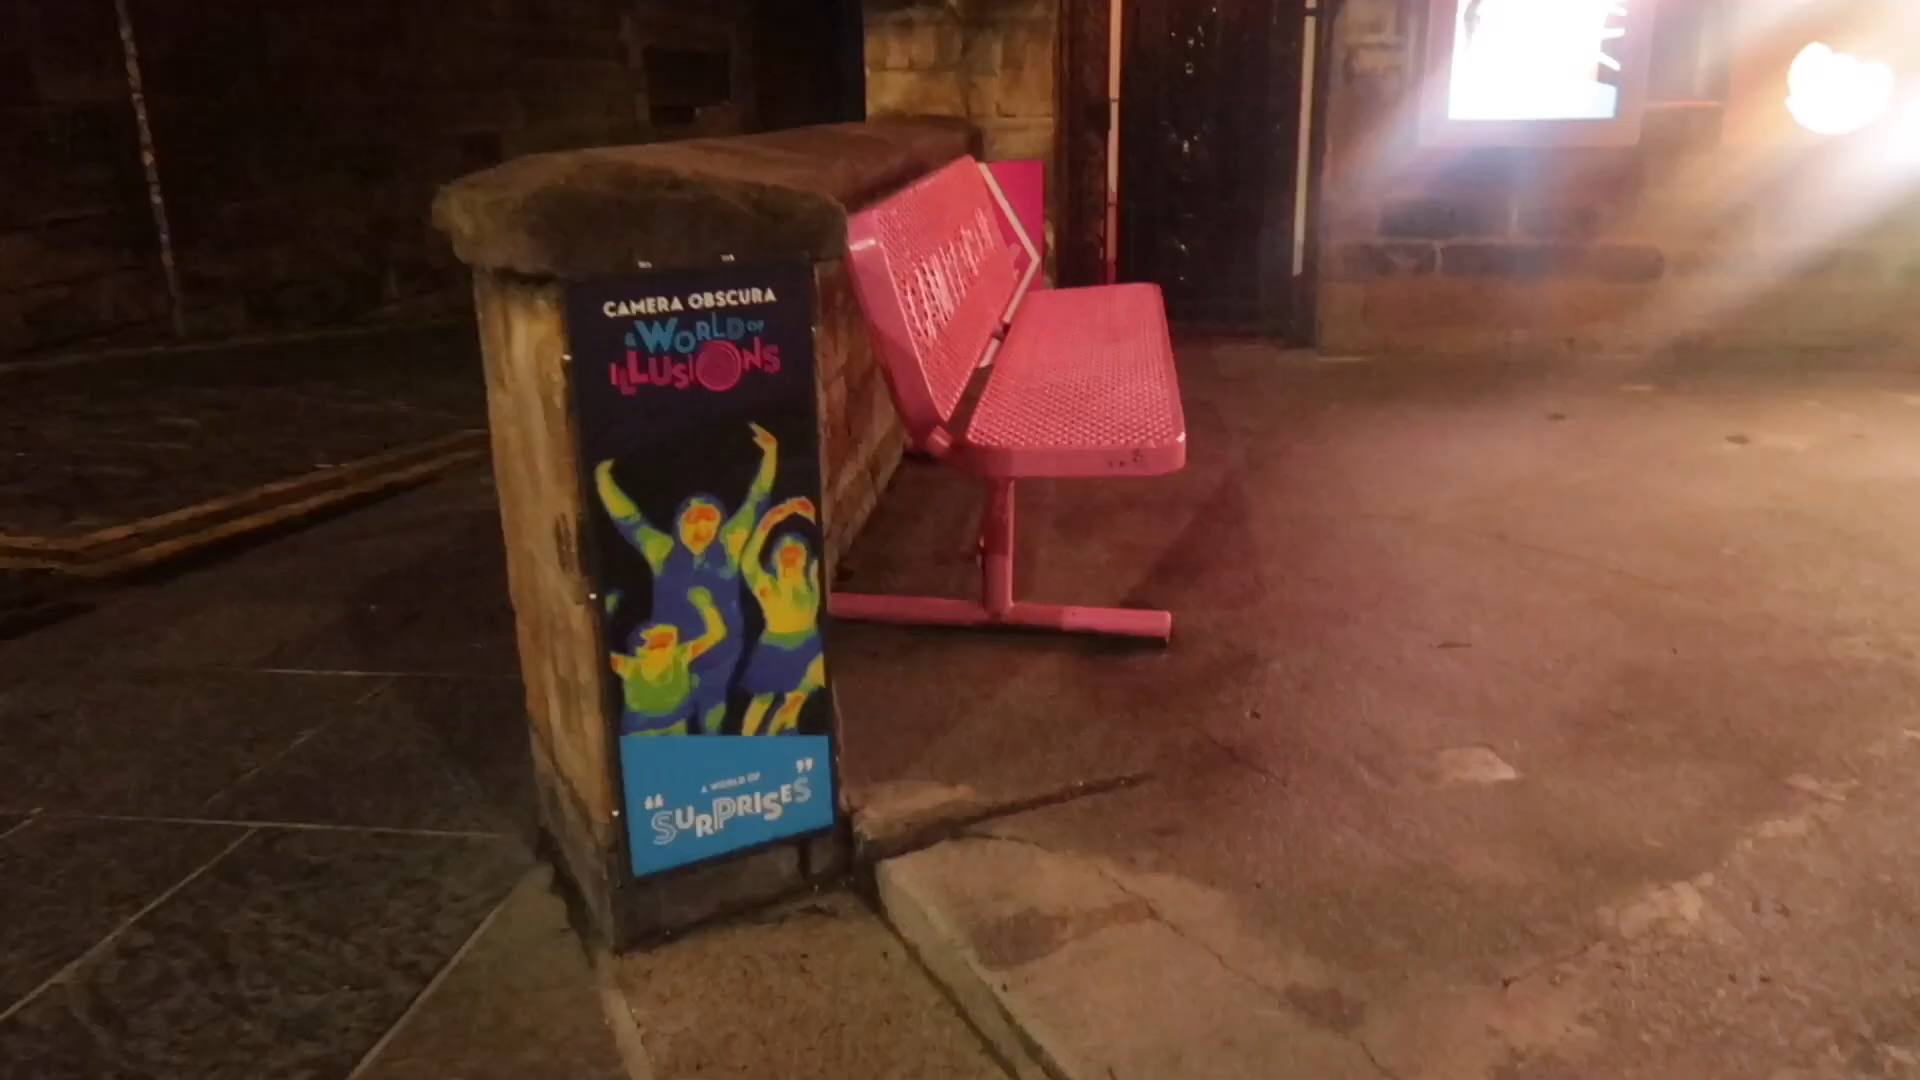 CAMERA OBSCURA
& WORLD OF
ILLUSIONS
A WORLD OF
“SURPRISES”